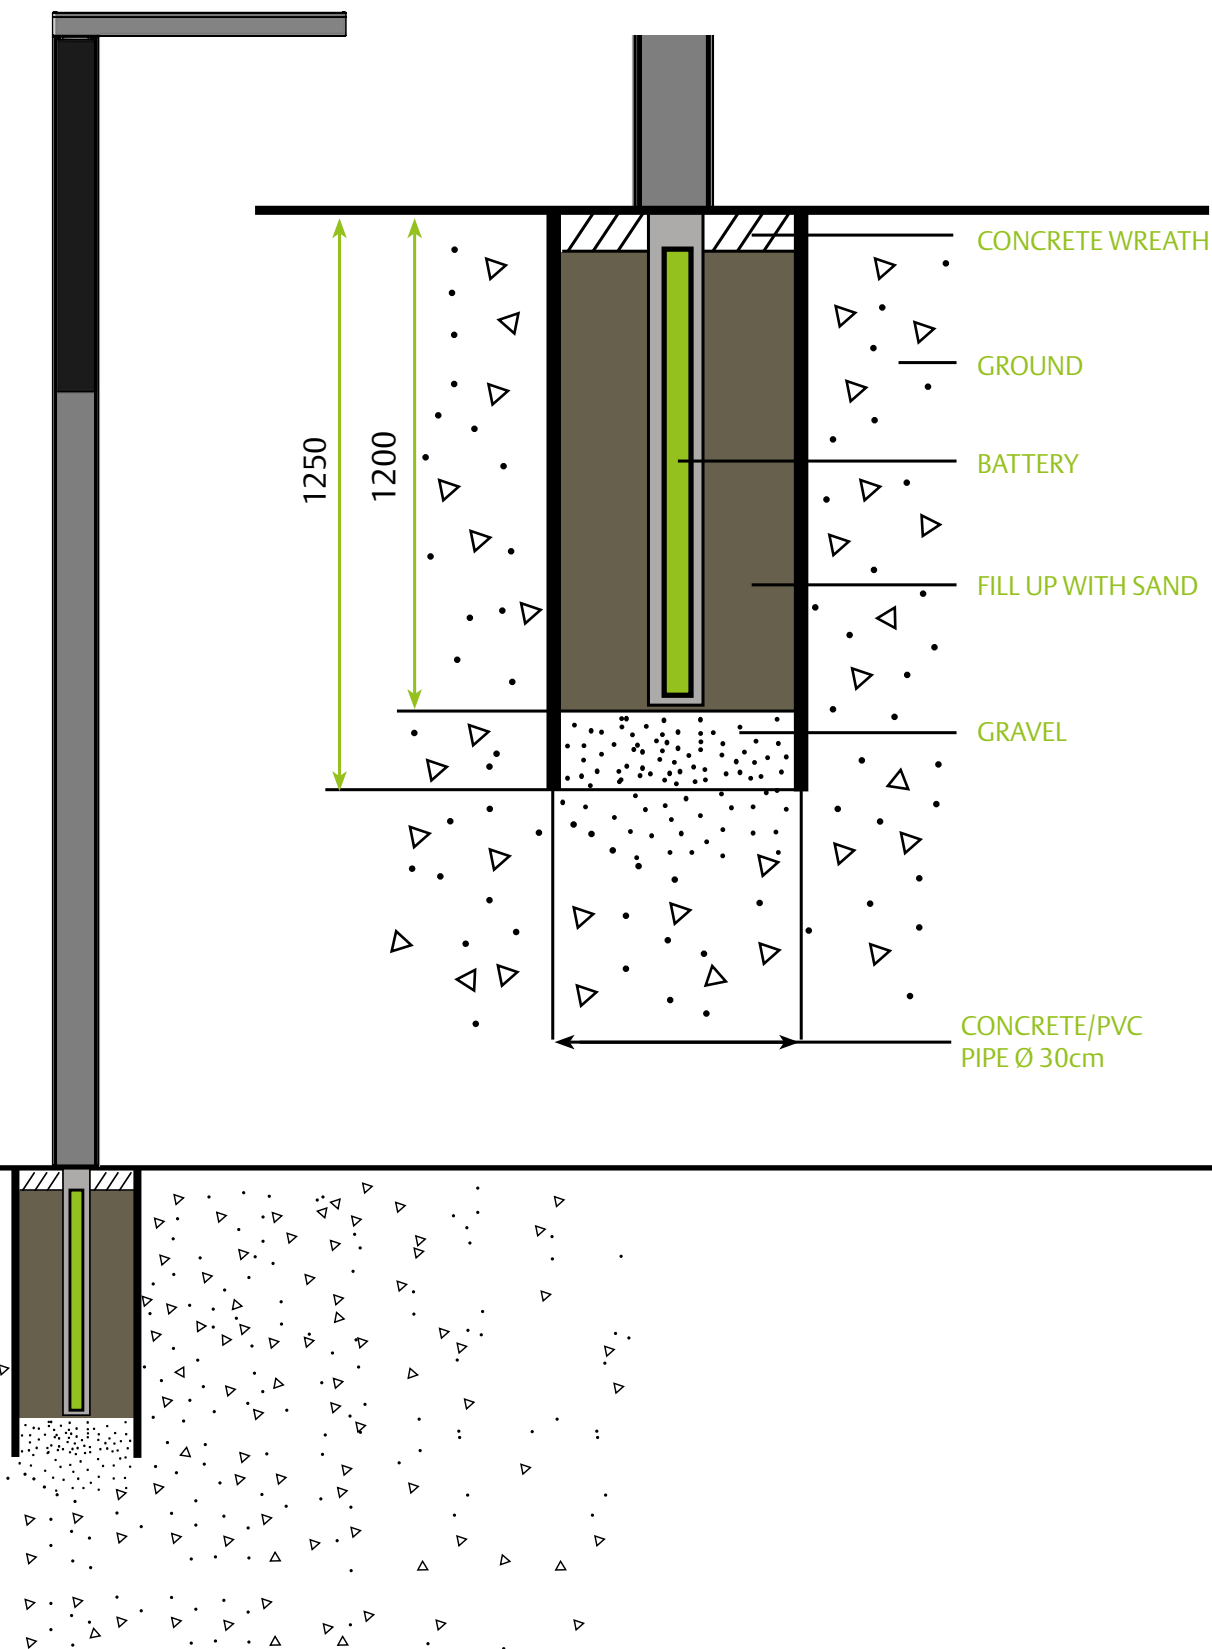 CONCRETE WREATH
GROUND
1250
1200
BATTERY
FILL UP WITH SAND
GRAVEL
CONCRETE/PVC
PIPE Ø 30cm